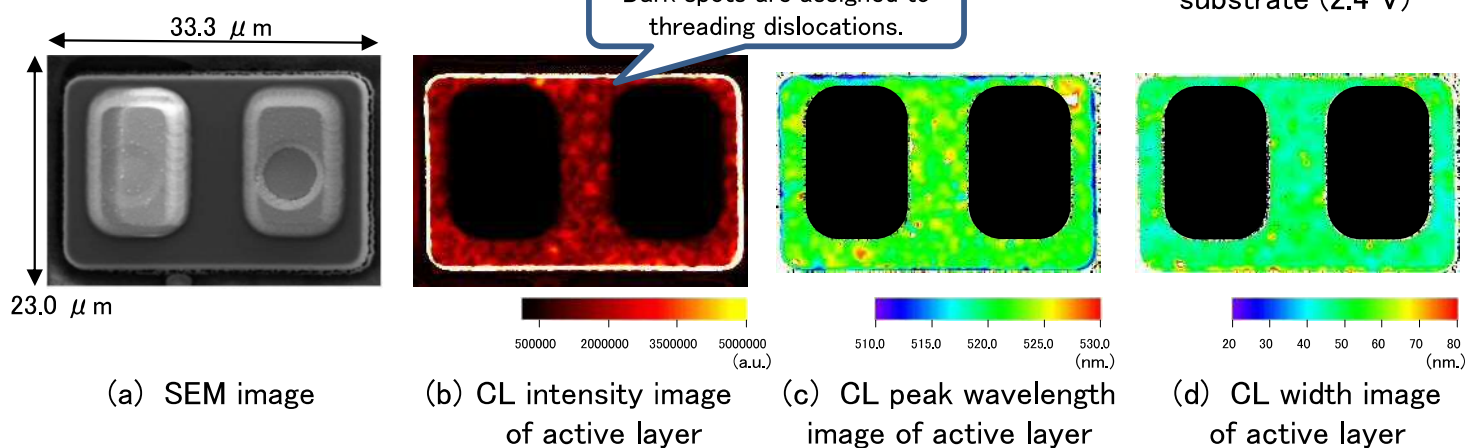 Dark spots are assigned to
threading dislocations.
substrate (2.4 V)
33.3 μm
23.0 μm
500000 2000000 3500000 5000000
(a.u.)
510.0 515.0 520.0 525.0 530.0
(nm.)
20 30 40 50 60 70 80
(nm.)
(a) SEM image
(b) CL intensity image
of active layer
(c) CL peak wavelength
image of active layer
(d) CL width image
of active layer